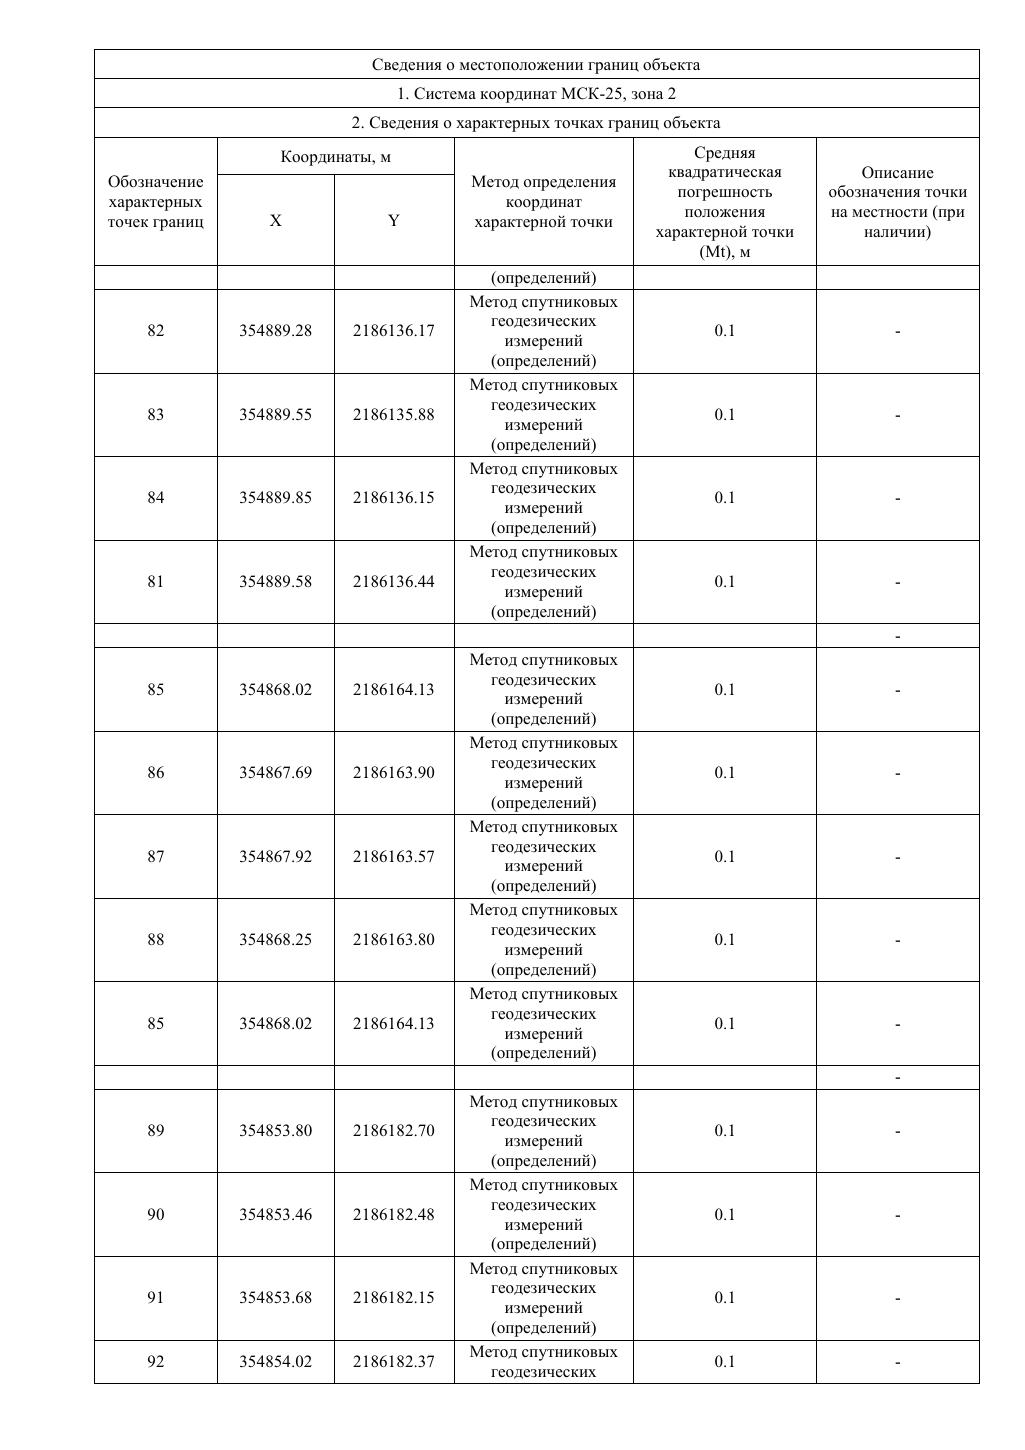 Сведения о местоположении границ объекта
1. Система координат МСК-25, зона 2
2. Сведения о характерных точках границ объекта
Обозначение
характерных
точек границ
Координаты, м
X
Y
Метод определения
координат
характерной точки
Средняя
квадратическая
погрешность
положения
характерной точки
(Mt), м
Описание
обозначения точки
на местности (при
наличии)
(определений)
82 354889.28 2186136.17 Метод спутниковых
геодезических
измерений
(определений) 0.1 -
83 354889.55 2186135.88 Метод спутниковых
геодезических
измерений
(определений) 0.1 -
84 354889.85 2186136.15 Метод спутниковых
геодезических
измерений
(определений) 0.1 -
81 354889.58 2186136.44 Метод спутниковых
геодезических
измерений
(определений) 0.1 -
-
85 354868.02 2186164.13 Метод спутниковых
геодезических
измерений
(определений) 0.1 -
86 354867.69 2186163.90 Метод спутниковых
геодезических
измерений
(определений) 0.1 -
87 354867.92 2186163.57 Метод спутниковых
геодезических
измерений
(определений) 0.1 -
88 354868.25 2186163.80 Метод спутниковых
геодезических
измерений
(определений) 0.1 -
85 354868.02 2186164.13 Метод спутниковых
геодезических
измерений
(определений) 0.1 -
-
89 354853.80 2186182.70 Метод спутниковых
геодезических
измерений
(определений) 0.1 -
90 354853.46 2186182.48 Метод спутниковых
геодезических
измерений
(определений) 0.1 -
91 354853.68 2186182.15 Метод спутниковых
геодезических
измерений
(определений) 0.1 -
92 354854.02 2186182.37 Метод спутниковых
геодезических 0.1 -